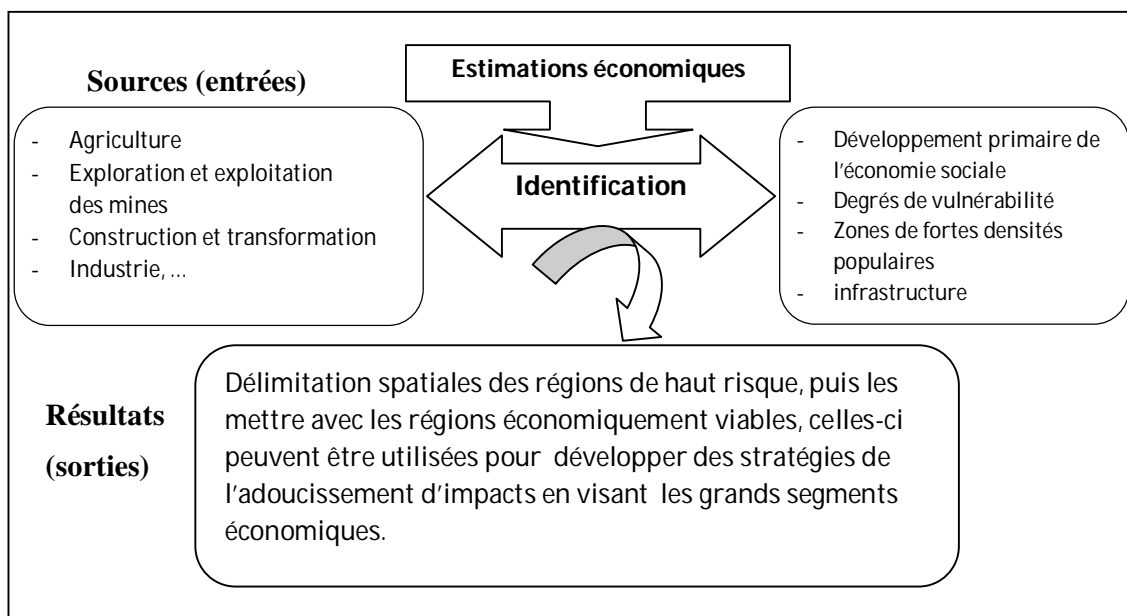 Estimations économiques
Sources (entrées)
- Agriculture
- Exploration et exploitation
des mines
- Construction et transformation
- Industrie, ...
Identification
- Développement primaire de
l'économie sociale
- Degrés de vulnérabilité
- Zones de fortes densités
populaires
- infrastructure
Résultats
(sorties)
Délimitation spatiales des régions de haut risque, puis les
mettre avec les régions économiquement viables, celles-ci
peuvent être utilisées pour développer des stratégies de
l'adoucissement d'impacts en visant les grands segments
économiques.